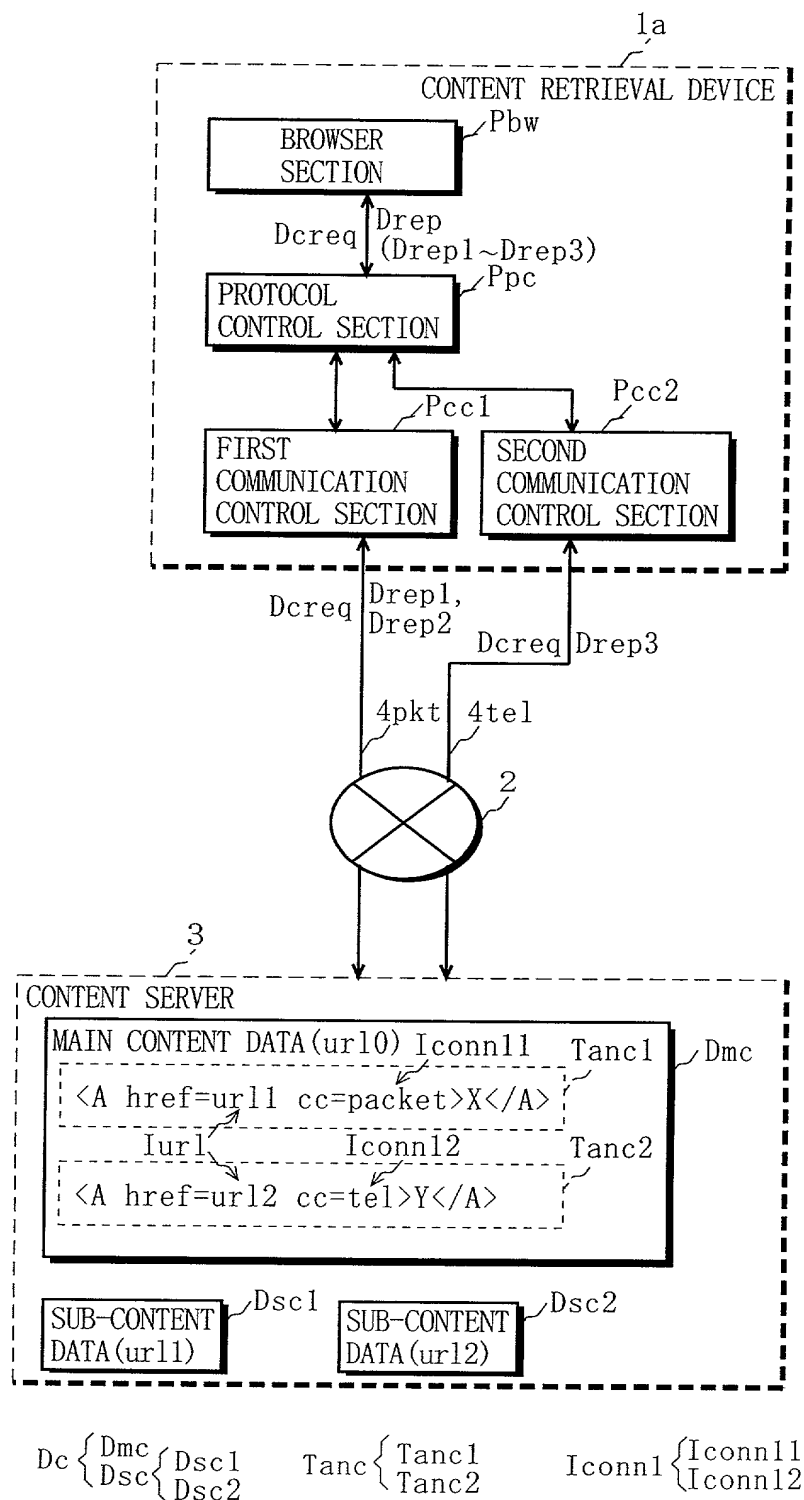 1a
CONTENT RETRIEVAL DEVICE
BROWSER
SECTION
Pbw
Dcreq
Drep
(Drep1~Drep3)
PROTOCOL
CONTROL SECTION
Ppc
FIRST
COMMUNICATION
CONTROL SECTION
Pcc1
SECOND
COMMUNICATION
CONTROL SECTION
Pcc2
Dcreq
Drep1,
Drep2
Dcreq
Drep3
4pkt
4tel
2
3
CONTENT SERVER
MAIN CONTENT DATA(url0)
Iconn11
Tanc1
Dmc
<A href=url1 cc=packet>X</A>
Iurl
Iconn12
Tanc2
<A href=url2 cc=tel>Y</A>
SUB-CONTENT
DATA(url1)
Dsc1
SUB-CONTENT
DATA(url2)
Dsc2
Dc { Dmc
Dsc { Dsc1
Dsc2
Tanc { Tanc1
Tanc2
Iconn1 { Iconn11
Iconn12